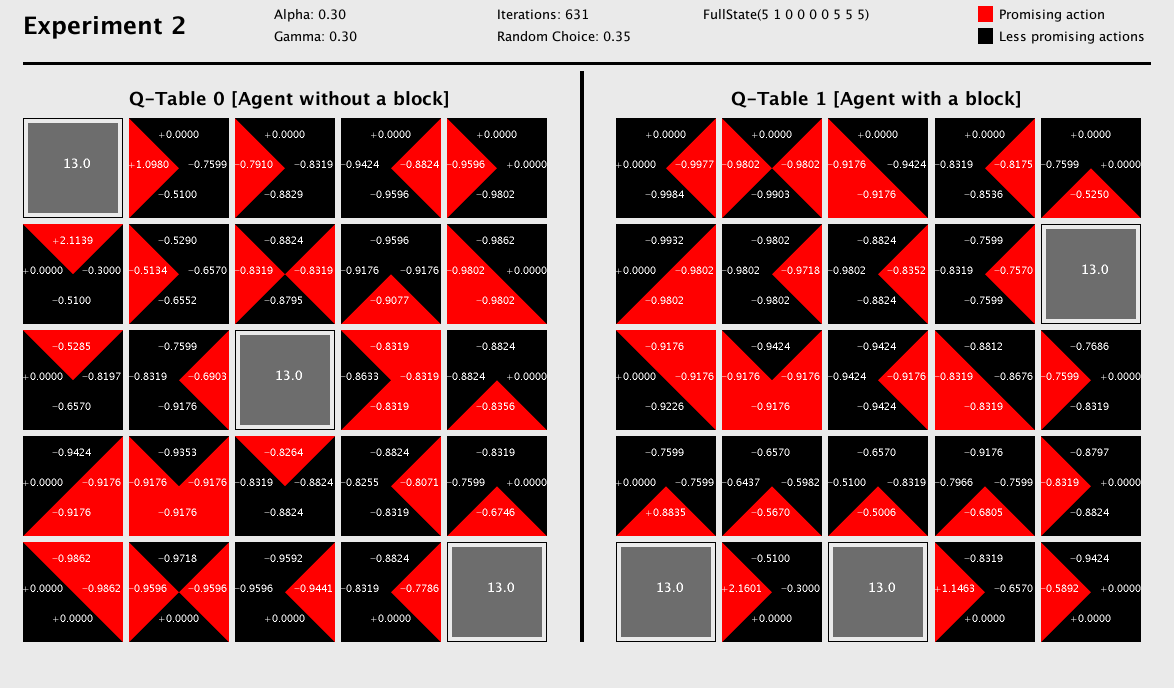 Experiment 2
Alpha: 0.30
Gamma: 0.30
Iterations: 631
Random Choice: 0.35
FullState(5 1 0 0 0 0 5 5 5)
Promising action
Less promising actions
Q-Table 0 [Agent without a block]
+0.0000 +0.0000 +0.0000 +0.0000
13.0 +1.0980 -0.7599 -0.7910 -0.8319 -0.9424 -0.8824 -0.9596 +0.0000
-0.5100 -0.8829 -0.9596 -0.9802
+2.1139 -0.5290 -0.8824 -0.9596 -0.9862
+0.0000 -0.3000 -0.5134 -0.6570 -0.8319 -0.8319 -0.9176 -0.9176 -0.9802 +0.0000
-0.5100 -0.6552 -0.8795 -0.9077 -0.9802
-0.5285 -0.7599 -0.8319 -0.8824
+0.0000 -0.8197 -0.8319 -0.6903 13.0 -0.8633 -0.8319 -0.8824 +0.0000
-0.6570 -0.9176 -0.8319 -0.8356
-0.9424 -0.9353 -0.8264 -0.8824 -0.8319
+0.0000 -0.9176 -0.9176 -0.9176 -0.8319 -0.8824 -0.8255 -0.8071 -0.7599 +0.0000
-0.9176 -0.9176 -0.8824 -0.8319 -0.6746
-0.9862 -0.9718 -0.9592 -0.8824
+0.0000 -0.9862 -0.9596 -0.9596 -0.9596 -0.9441 -0.8319 -0.7786 13.0
+0.0000 +0.0000 +0.0000 +0.0000
Q-Table 1 [Agent with a block]
+0.0000 +0.0000 +0.0000 +0.0000 +0.0000
+0.0000 -0.9977 -0.9802 -0.9802 -0.9176 -0.9424 -0.8319 -0.8175 -0.7599 +0.0000
-0.9984 -0.9903 -0.9176 -0.8536 -0.5250
-0.9932 -0.9802 -0.8824 -0.7599
+0.0000 -0.9802 -0.9802 -0.9718 -0.9802 -0.8352 -0.8319 -0.7570 13.0
-0.9802 -0.9802 -0.8824 -0.7599
-0.9176 -0.9424 -0.9424 -0.8812 -0.7686
+0.0000 -0.9176 -0.9176 -0.9176 -0.9424 -0.9176 -0.8319 -0.8676 -0.7599 +0.0000
-0.9226 -0.9176 -0.9424 -0.8319 -0.8319
-0.7599 -0.6570 -0.6570 -0.9176 -0.8797
+0.0000 -0.7599 -0.6437 -0.5982 -0.5100 -0.8319 -0.7966 -0.7599 -0.8319 +0.0000
+0.8835 -0.5670 -0.5006 -0.6805 -0.8824
-0.5100 -0.8319 -0.9424
13.0 +2.1601 -0.3000 13.0 +1.1463 -0.6570 -0.5892 +0.0000
+0.0000 +0.0000 +0.0000